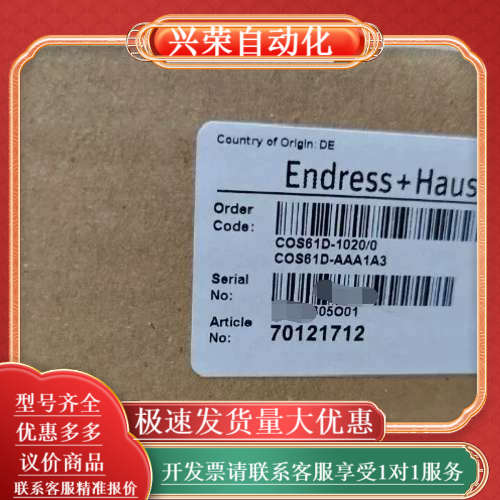 兴荣自动化
Country of Origin: DE
Endress+Haus
Order
Code:
COS61D-1020/0
COS61D-AAA1A3
Serial
No:
05O01
Article
No:
70121712
型号齐全
优惠多多
议价商品
联系客服精准报价
极速发货量大优惠
开发票请联系客服享受1对1服务